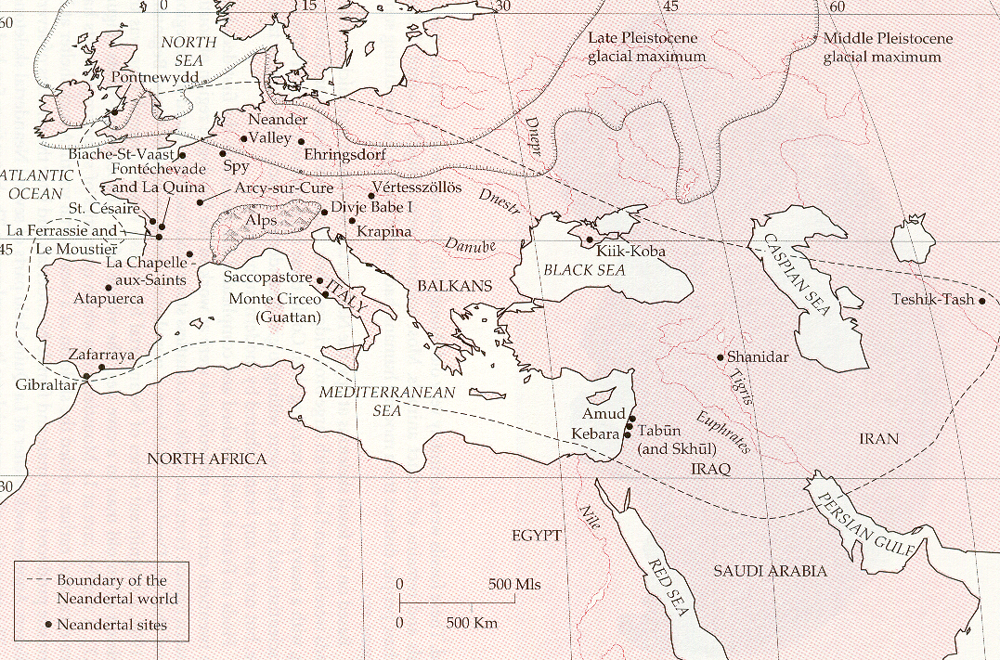 0
15
30
45
60
60
NORTH
SEA
Late Pleistocene
glacial maximum
Middle Pleistocene
glacial maximum
Pontnewydd
Neander
Valley
Dnepr
Biache-St-Vaast
Spy
Ehringsdorf
Fontéchevade
and La Quina
ATLANTIC
OCEAN
Arcy-sur-Cure
Vértesszöllös
Dnestr
St. Césaire
Divje Babe I
Alps
Krapina
La Ferrassie and
Le Moustier
45
Danube
Kiik-Koba
La Chapelle-
aux-Saints
CASPIAN SEA
BLACK SEA
Saccopastore
ITALY
BALKANS
Atapuerca
Monte Circeo
(Guattan)
Teshik-Tash
Zafarraya
Shanidar
Gibraltar
Tigris
MEDITERRANEAN
SEA
Amud
Kebara
Tabūn
(and Skhūl)
Euphrates
IRAN
NORTH AFRICA
IRAQ
30
PERSIAN GULF
Nile
EGYPT
RED SEA
SAUDI ARABIA
Boundary of the
Neandertal world
Neandertal sites
0 500 Mls
0 500 Km